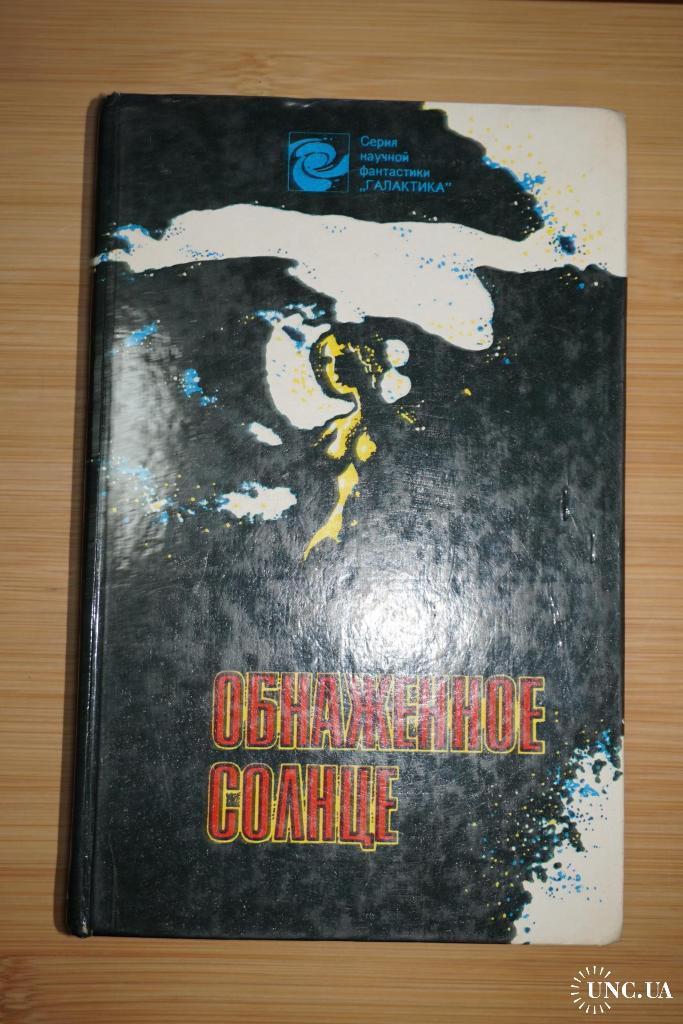 Серия
научной
фантастики
„ГАЛАКТИКА"
ОБНАЖЕННОЕ
СОЛНЦЕ
UNC.UA